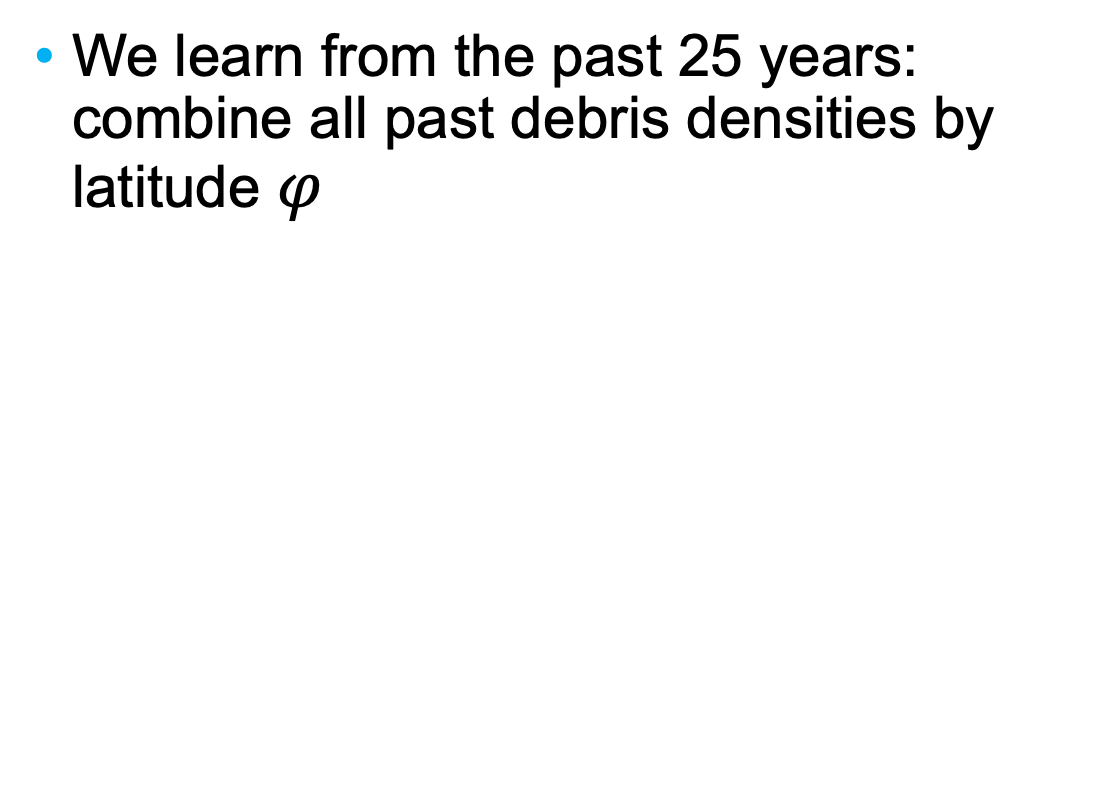 • We learn from the past 25 years:
combine all past debris densities by
latitude φ